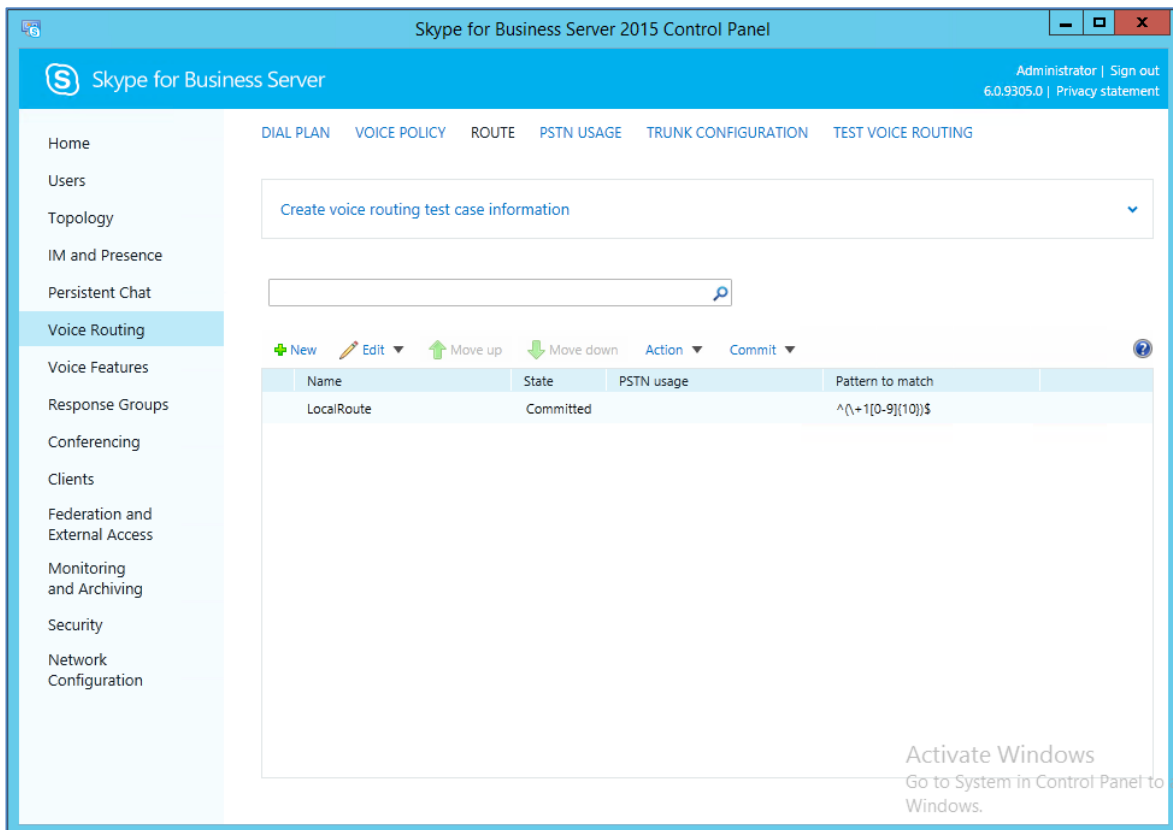 Skype for Business Server 2015 Control Panel
Skype for Business Server
Administrator | Sign out
6.0.9305.0 | Privacy statement
Home
Users
Topology
IM and Presence
Persistent Chat
Voice Routing
Voice Features
Response Groups
Conferencing
Clients
Federation and
External Access
Monitoring
and Archiving
Security
Network
Configuration
DIAL PLAN VOICE POLICY ROUTE PSTN USAGE TRUNK CONFIGURATION TEST VOICE ROUTING
Create voice routing test case information
New Edit Move up Move down Action Commit
Name State PSTN usage Pattern to match
LocalRoute Committed ^(\+1[0-9]{10})$
Activate Windows
Go to System in Control Panel to
Windows.